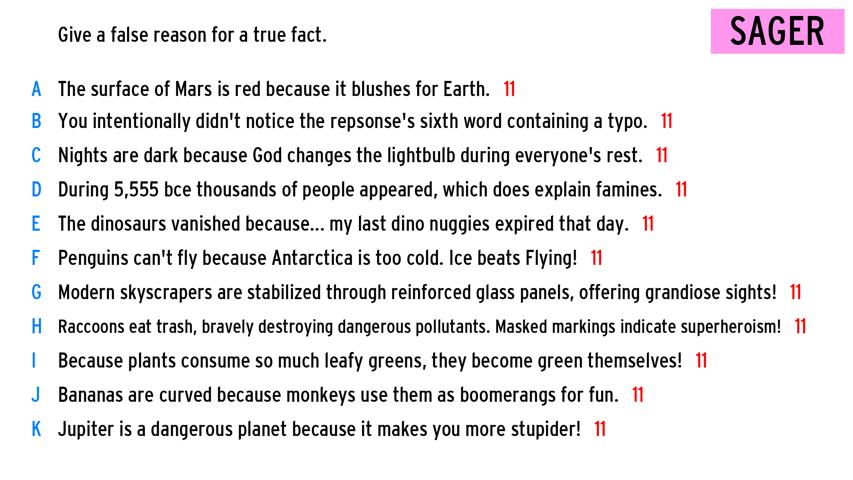 Give a false reason for a true fact.
SAGER
A The surface of Mars is red because it blushes for Earth. 11
B You intentionally didn't notice the repsonse's sixth word containing a typo. 11
C Nights are dark because God changes the lightbulb during everyone's rest. 11
D During 5,555 bce thousands of people appeared, which does explain famines. 11
E The dinosaurs vanished because... my last dino nuggies expired that day. 11
F Penguins can't fly because Antarctica is too cold. Ice beats Flying! 11
G Modern skyscrapers are stabilized through reinforced glass panels, offering grandiose sights! 11
H Raccoons eat trash, bravely destroying dangerous pollutants. Masked markings indicate superheroism! 11
I Because plants consume so much leafy greens, they become green themselves! 11
J Bananas are curved because monkeys use them as boomerangs for fun. 11
K Jupiter is a dangerous planet because it makes you more stupider! 11